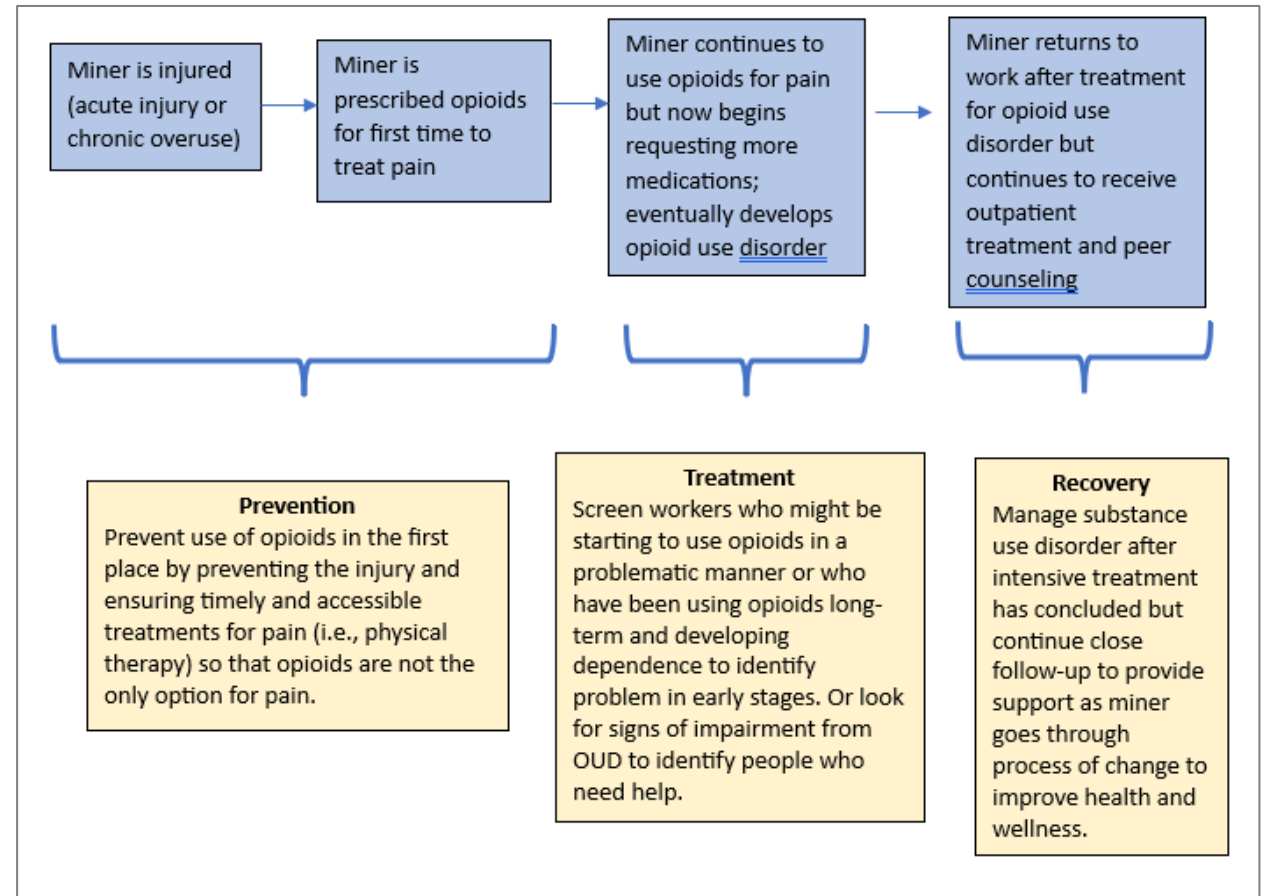 Miner is injured
(acute injury or
chronic overuse)
Miner is
prescribed opioids
for first time to
treat pain
Miner continues to
use opioids for pain
but now begins
requesting more
medications;
eventually develops
opioid use disorder
Miner returns to
work after treatment
for opioid use
disorder but
continues to receive
outpatient
treatment and peer
counseling
Prevention
Prevent use of opioids in the first
place by preventing the injury and
ensuring timely and accessible
treatments for pain (i.e., physical
therapy) so that opioids are not the
only option for pain.
Treatment
Screen workers who might be
starting to use opioids in a
problematic manner or who
have been using opioids long-
term and developing
dependence to identify
problem in early stages. Or look
for signs of impairment from
OUD to identify people who
need help.
Recovery
Manage substance
use disorder after
intensive treatment
has concluded but
continue close
follow-up to provide
support as miner
goes through
process of change to
improve health and
wellness.